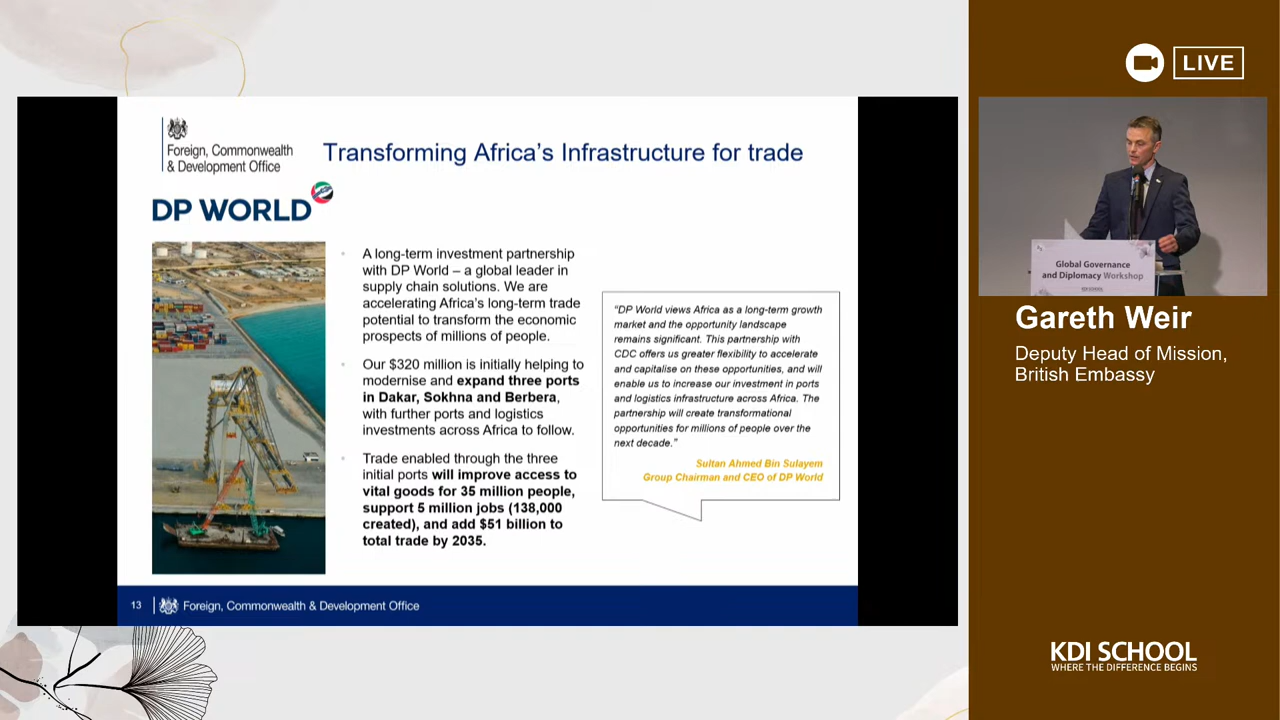 Foreign, Commonwealth
& Development Office
Transforming Africa's Infrastructure for trade
DP WORLD
A long-term investment partnership
with DP World – a global leader in
supply chain solutions. We are
accelerating Africa's long-term trade
potential to transform the economic
prospects of millions of people.
Our $320 million is initially helping to
modernise and expand three ports
in Dakar, Sokhna and Berbera,
with further ports and logistics
investments across Africa to follow.
Trade enabled through the three
initial ports will improve access to
vital goods for 35 million people,
support 5 million jobs (138,000
created), and add $51 billion to
total trade by 2035.
"DP World views Africa as a long-term growth
market and the opportunity landscape
remains significant. This partnership with
CDC offers us greater flexibility to accelerate
and capitalise on these opportunities, and will
enable us to increase our investment in ports
and logistics infrastructure across Africa. The
partnership will create transformational
opportunities for millions of people over the
next decade."
Sultan Ahmed Bin Sulayem
Group Chairman and CEO of DP World
13
Foreign, Commonwealth & Development Office
LIVE
Global Governance
and Diplomacy Workshop
KDI SCHOOL
Gareth Weir
Deputy Head of Mission,
British Embassy
KDI SCHOOL
WHERE THE DIFFERENCE BEGINS